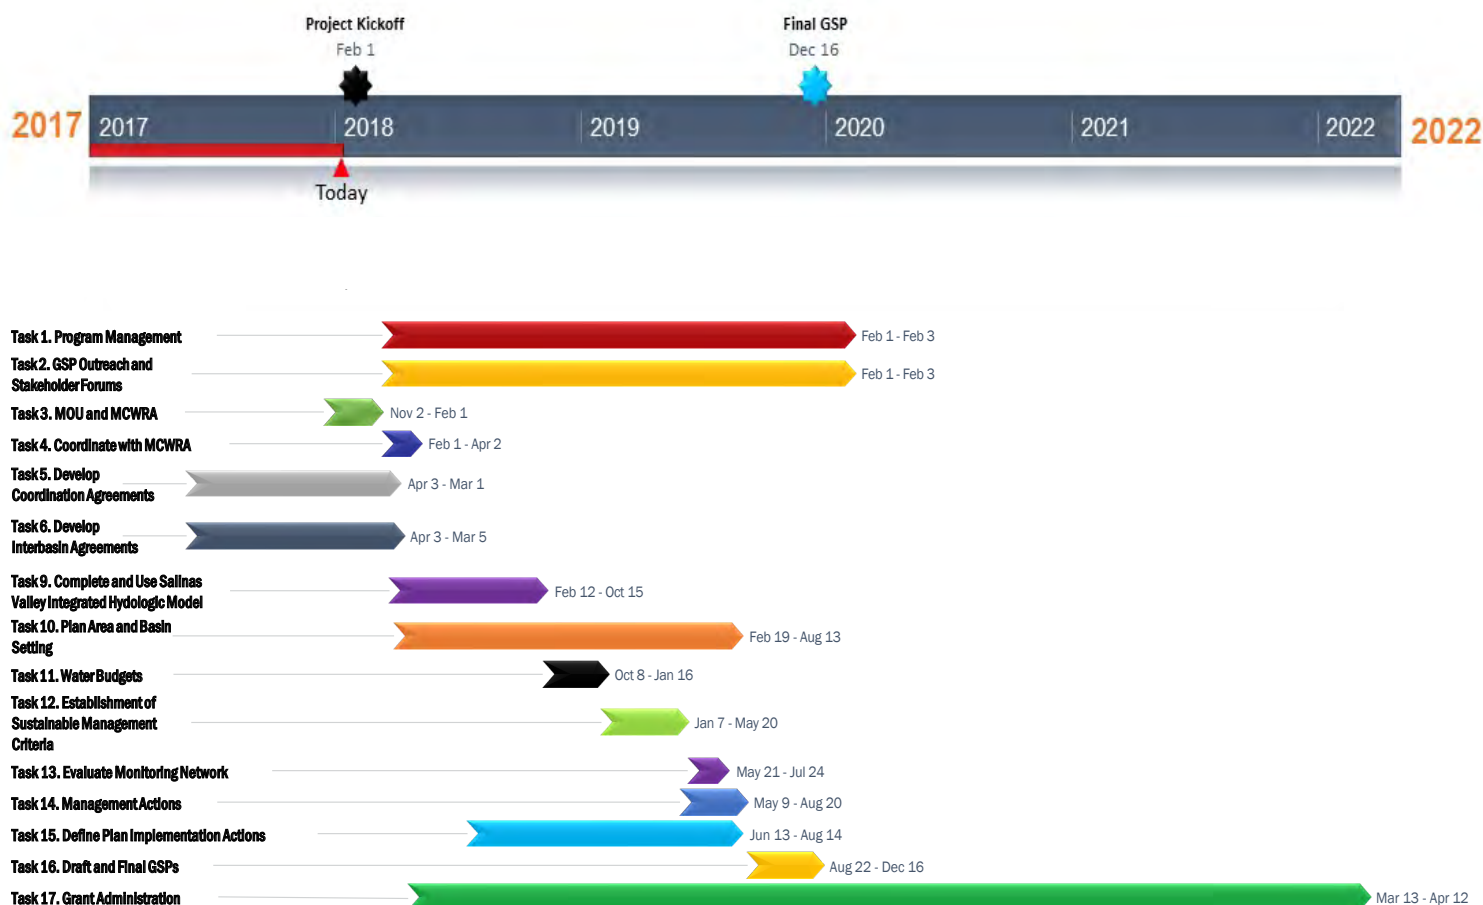 Project Kickoff
Feb 1
Final GSP
Dec 16
2017
2017
2018
2019
2020
2021
2022
2022
Today
Task 1. Program Management
Feb 1 - Feb 3
Task 2. GSP Outreach and
Stakeholder Forums
Feb 1 - Feb 3
Task 3. MOU and MCWRA
Nov 2 - Feb 1
Task 4. Coordinate with MCWRA
Feb 1 - Apr 2
Task 5. Develop
Coordination Agreements
Apr 3 - Mar 1
Task 6. Develop
Interbasin Agreements
Apr 3 - Mar 5
Task 9. Complete and Use Salinas
Valley Integrated Hydologic Model
Feb 12 - Oct 15
Task 10. Plan Area and Basin
Setting
Feb 19 - Aug 13
Task 11. Water Budgets
Oct 8 - Jan 16
Task 12. Establishment of
Sustainable Management
Criteria
Jan 7 - May 20
Task 13. Evaluate Monitoring Network
May 21 - Jul 24
Task 14. Management Actions
May 9 - Aug 20
Task 15. Define Plan Implementation Actions
Jun 13 - Aug 14
Task 16. Draft and Final GSPs
Aug 22 - Dec 16
Task 17. Grant Administration
Mar 13 - Apr 12